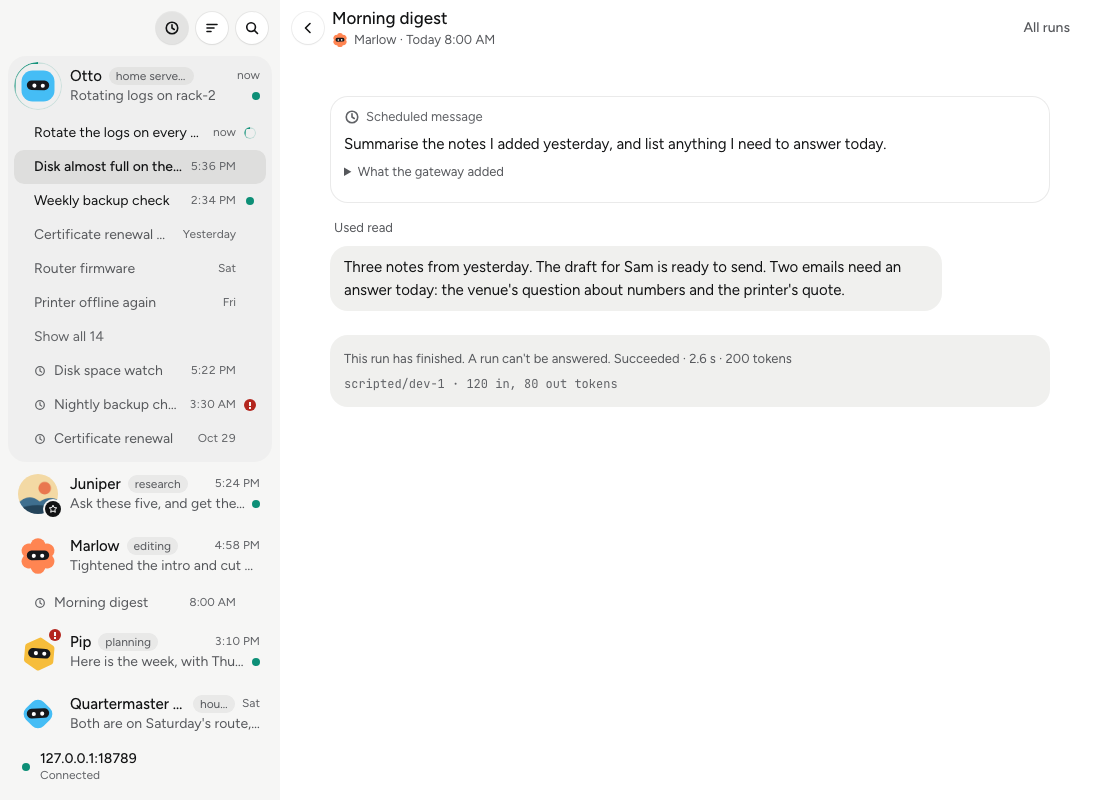 Otto home serve... now
Rotating logs on rack-2
Rotate the logs on every ... now
Disk almost full on the... 5:36 PM
Weekly backup check 2:34 PM
Certificate renewal ... Yesterday
Router firmware Sat
Printer offline again Fri
Show all 14
Disk space watch 5:22 PM
Nightly backup ch... 3:30 AM
Certificate renewal Oct 29
Juniper research 5:24 PM
Ask these five, and get the...
Marlow editing 4:58 PM
Tightened the intro and cut ...
Morning digest 8:00 AM
Pip planning 3:10 PM
Here is the week, with Thu...
Quartermaster ... hou... Sat
Both are on Saturday's route,...
127.0.0.1:18789
Connected
Morning digest
Marlow · Today 8:00 AM
All runs
Scheduled message
Summarise the notes I added yesterday, and list anything I need to answer today.
What the gateway added
Used read
Three notes from yesterday. The draft for Sam is ready to send. Two emails need an
answer today: the venue's question about numbers and the printer's quote.
This run has finished. A run can't be answered. Succeeded · 2.6 s · 200 tokens
scripted/dev-1 · 120 in, 80 out tokens